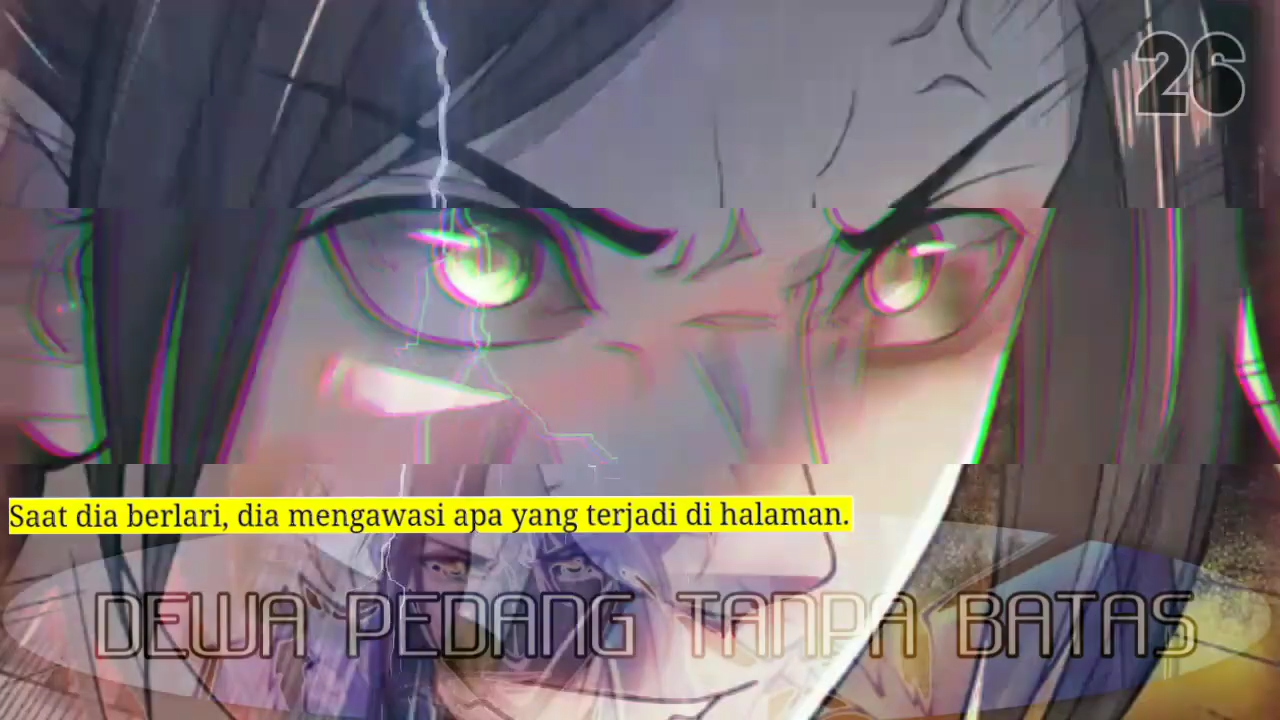 26
Saat dia berlari, dia mengawasi apa yang terjadi di halaman.
DEWA PEDANG TANPA BATAS